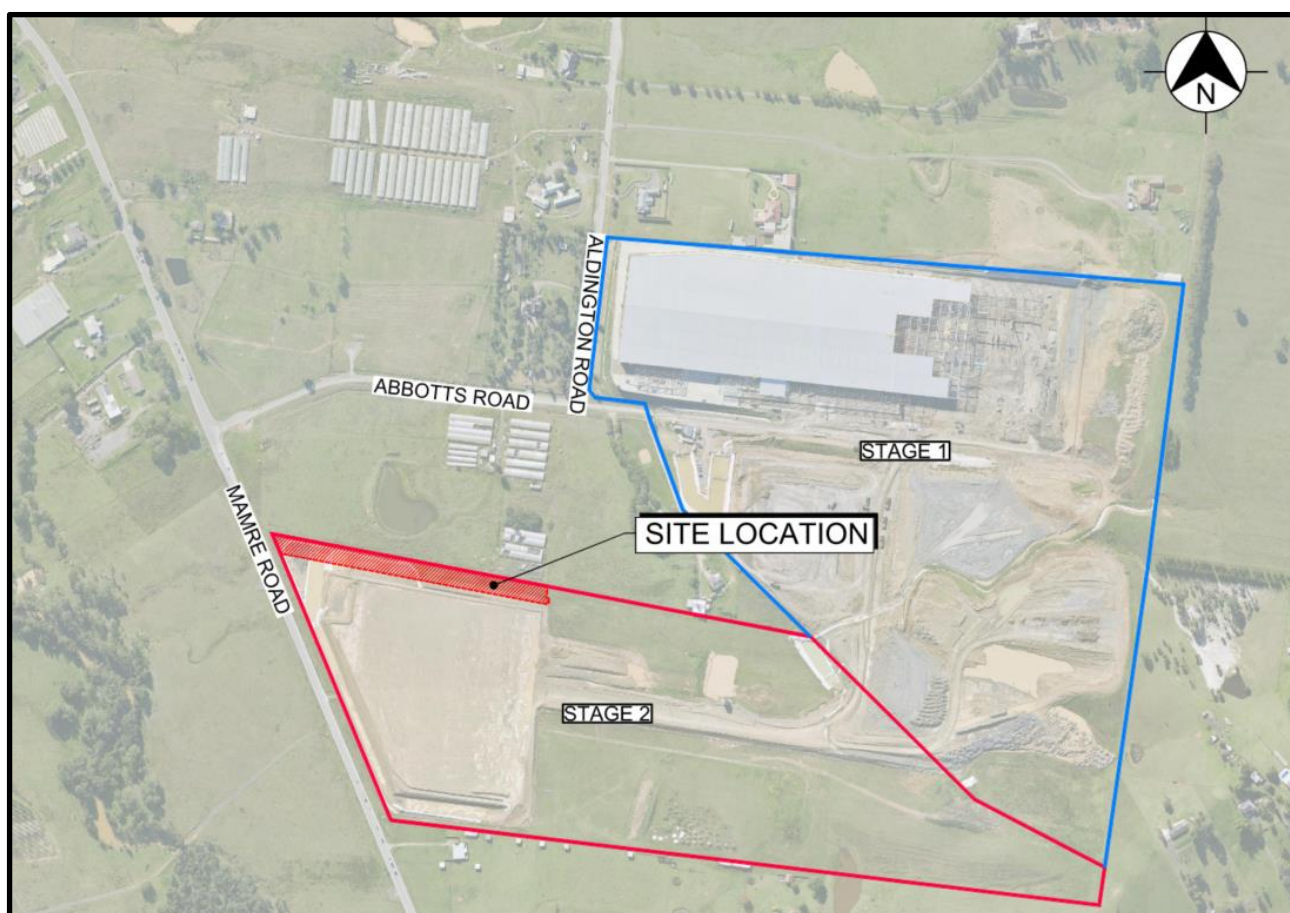 N
ALDINGTON ROAD
ABBOTTS ROAD
STAGE 1
SITE LOCATION
MAMRE ROAD
STAGE 2